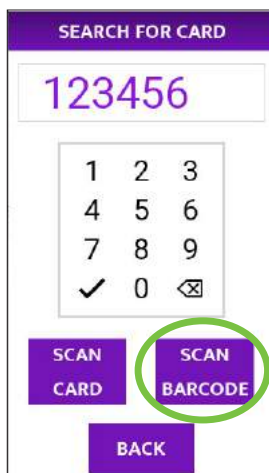 SEARCH FOR CARD
123456
1 2 3
4 5 6
7 8 9
✓ 0 ⌫
SCAN SCAN
CARD BARCODE
BACK